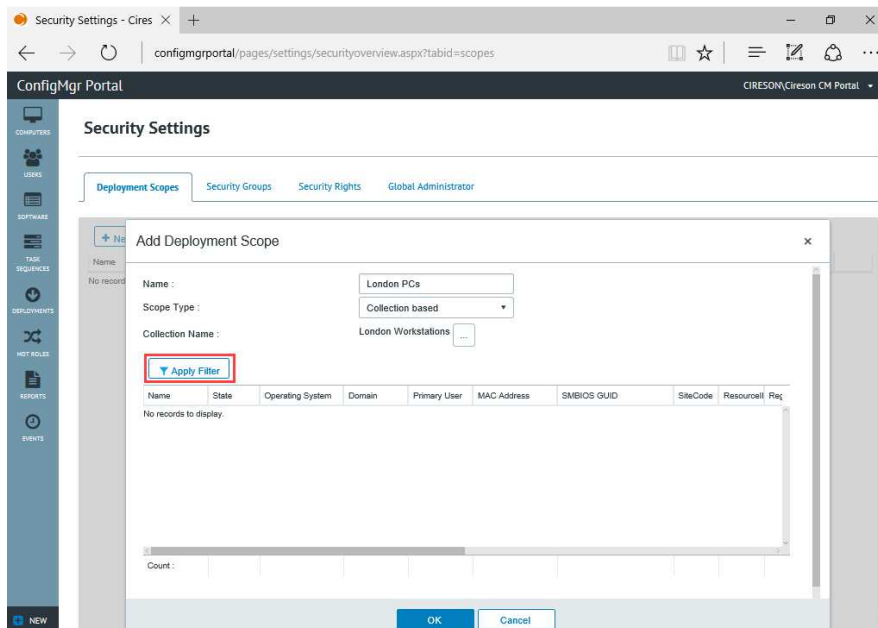 Security Settings - Cires
configmgrportal/pages/settings/securityoverview.aspx?tabid=scopes
ConfigMgr Portal
CIRESON\Cireson CM Portal
COMPUTERS
USERS
SOFTWARE
TASK SEQUENCES
DEPLOYMENTS
MDT ROLES
REPORTS
EVENTS
NEW
Security Settings
Deployment Scopes Security Groups Security Rights Global Administrator
+ Ne
Name
No record
Add Deployment Scope
Name : London PCs
Scope Type : Collection based
Collection Name : London Workstations ...
Apply Filter
Name State Operating System Domain Primary User MAC Address SMBIOS GUID SiteCode ResourceI Reg
No records to display.
Count :
OK Cancel